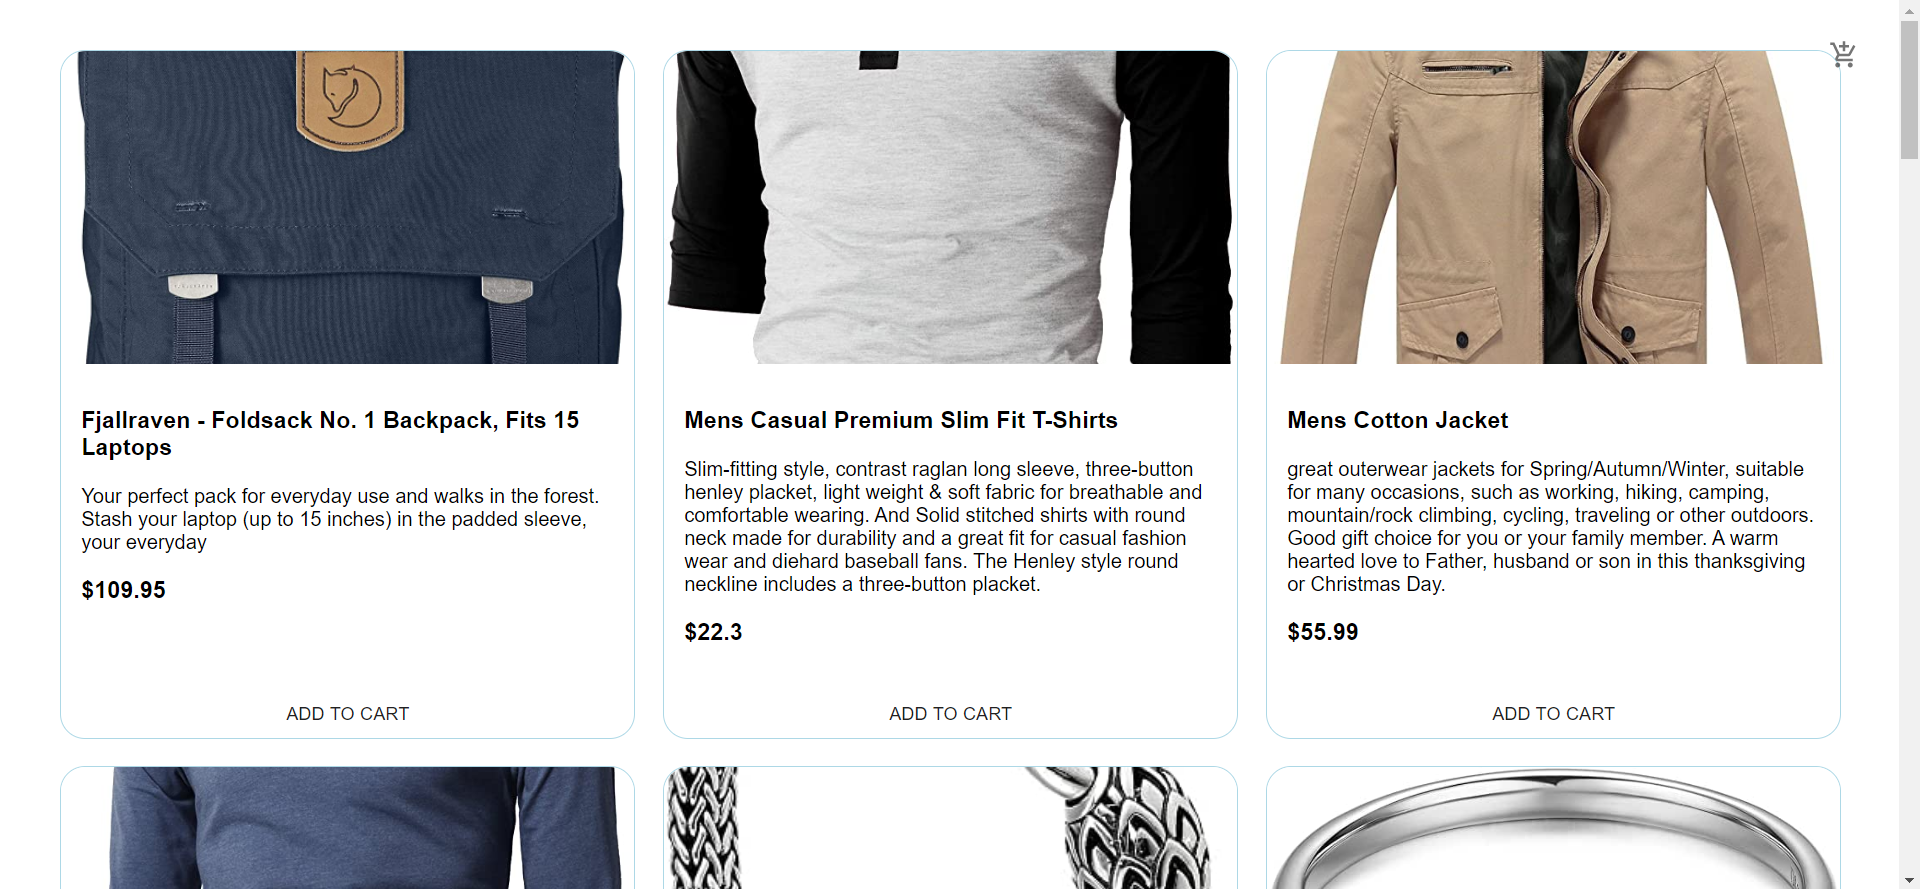 Fjallraven - Foldsack No. 1 Backpack, Fits 15
Laptops
Your perfect pack for everyday use and walks in the forest.
Stash your laptop (up to 15 inches) in the padded sleeve,
your everyday
$109.95
ADD TO CART
Mens Casual Premium Slim Fit T-Shirts
Slim-fitting style, contrast raglan long sleeve, three-button
henley placket, light weight & soft fabric for breathable and
comfortable wearing. And Solid stitched shirts with round
neck made for durability and a great fit for casual fashion
wear and diehard baseball fans. The Henley style round
neckline includes a three-button placket.
$22.3
ADD TO CART
Mens Cotton Jacket
great outerwear jackets for Spring/Autumn/Winter, suitable
for many occasions, such as working, hiking, camping,
mountain/rock climbing, cycling, traveling or other outdoors.
Good gift choice for you or your family member. A warm
hearted love to Father, husband or son in this thanksgiving
or Christmas Day.
$55.99
ADD TO CART